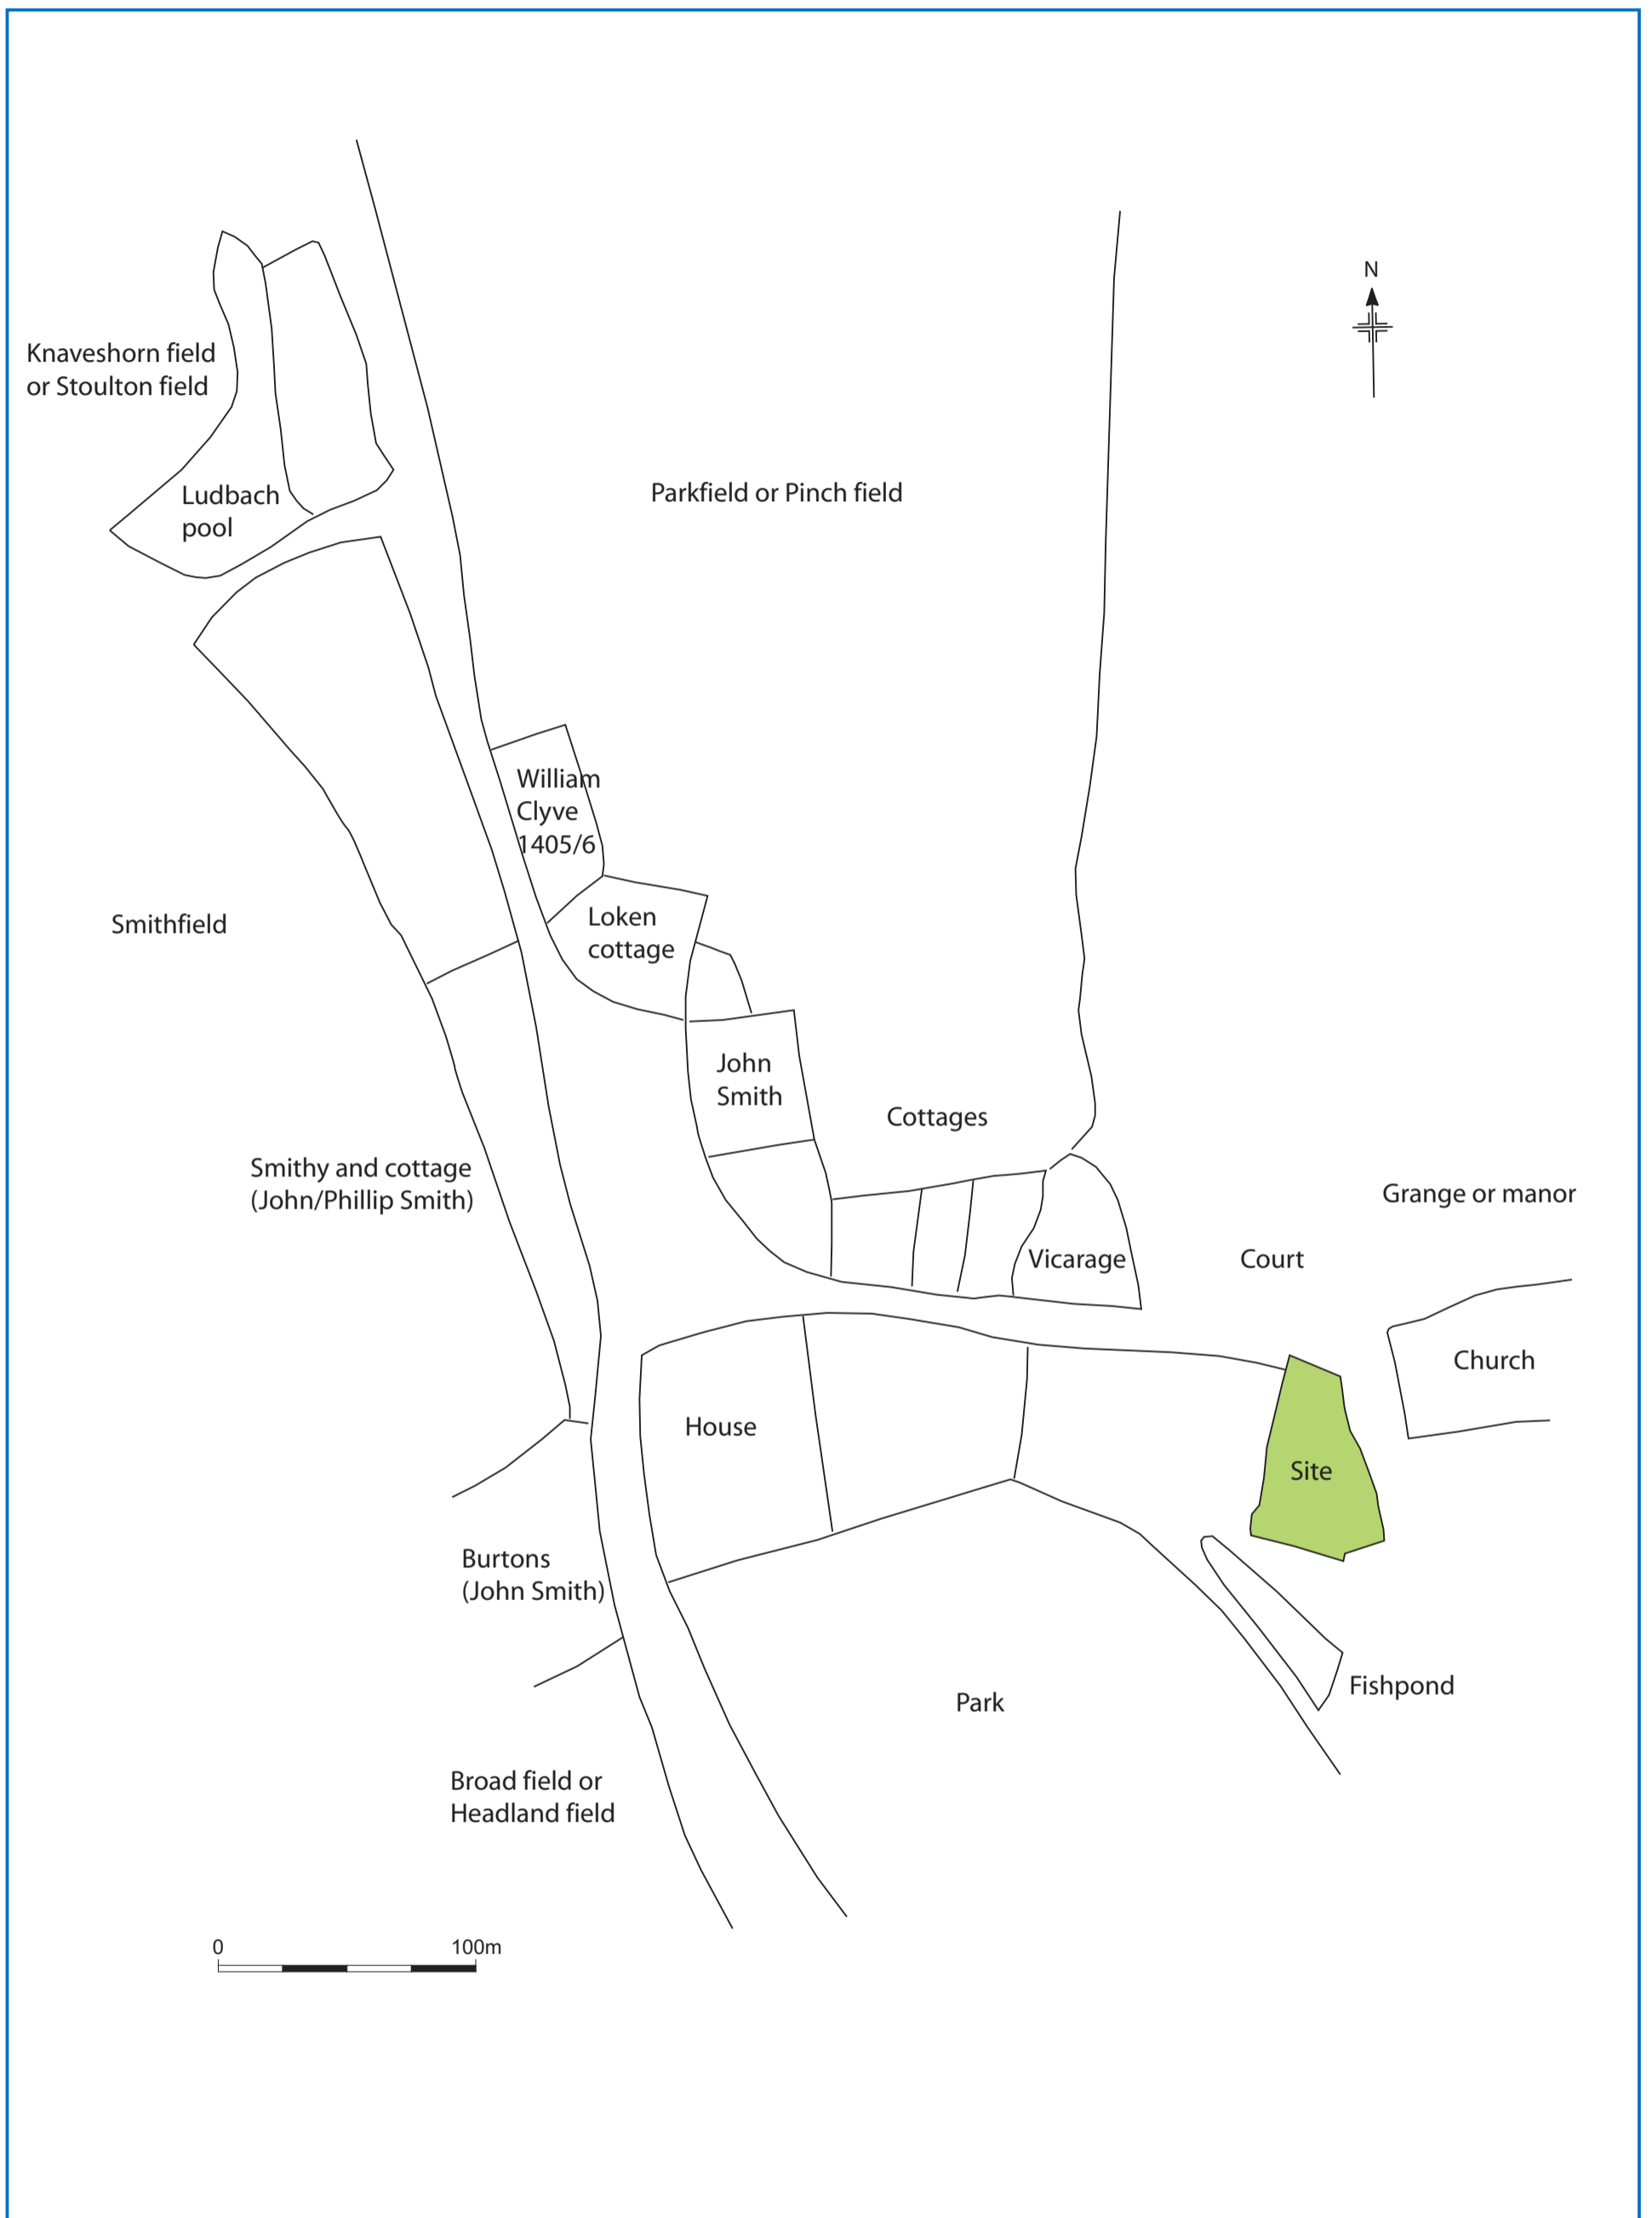 N
Knaveshorn field
or Stoulton field
Ludbach
pool
Parkfield or Pinch field
William
Clyve
1405/6
Loken
cottage
Smithfield
John
Smith
Cottages
Smithy and cottage
(John/Phillip Smith)
Grange or manor
Vicarage
Court
Church
House
Site
Burtons
(John Smith)
Fishpond
Park
Broad field or
Headland field
0 100m